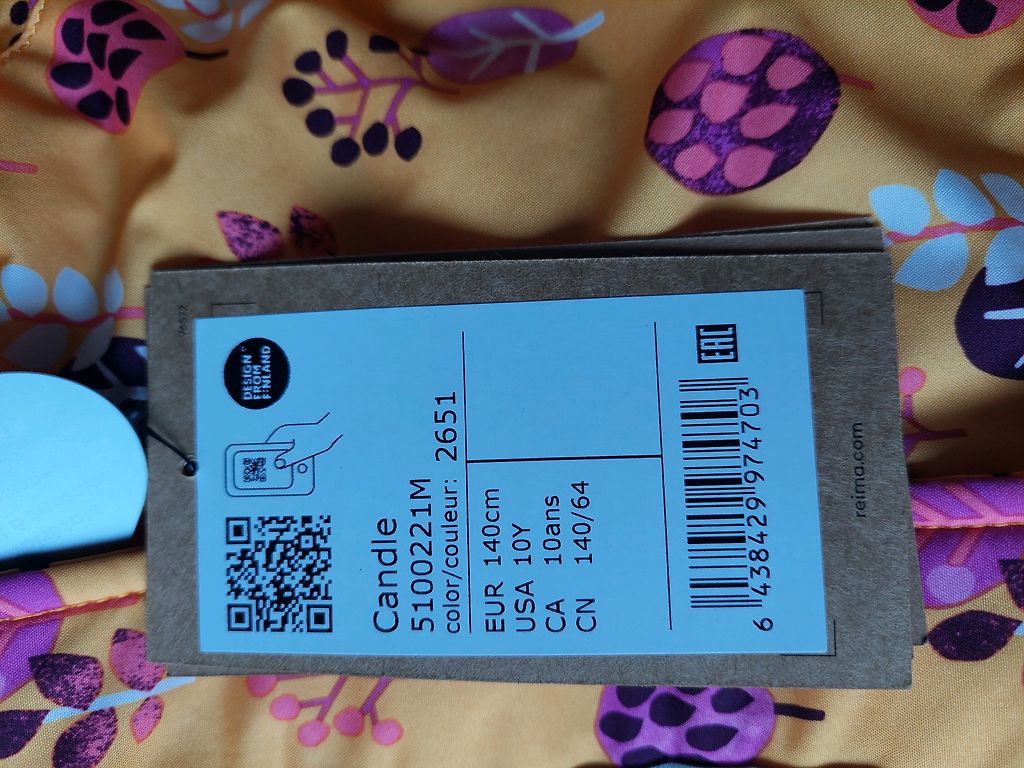 DESIGN
FROM
FINLAND
Candle
5100221M
color/couleur: 2651
EUR 140cm
USA 10Y
CA 10ans
CN 140/64
EAC
6 438429 974703
reima.com